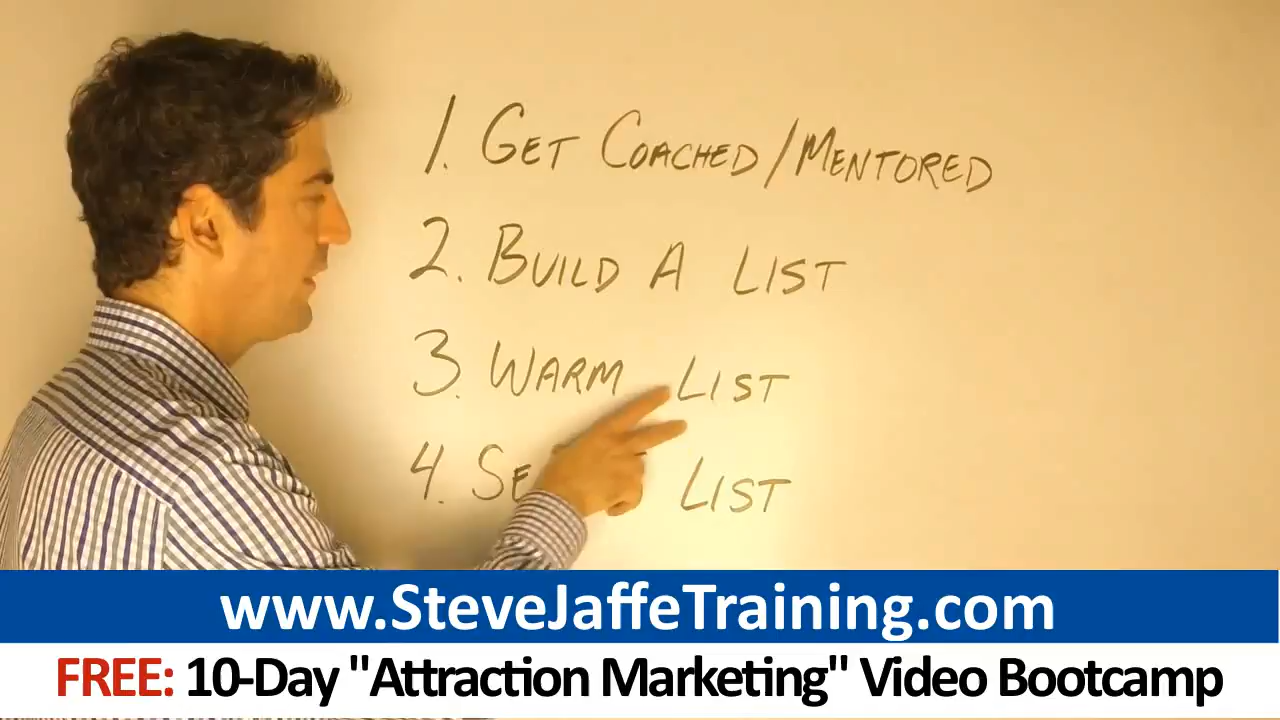 1. GET COACHED/MENTORED
2. BUILD A LIST
3. WARM LIST
4. LIST
www.SteveJaffeTraining.com
FREE: 10-Day "Attraction Marketing" Video Bootcamp